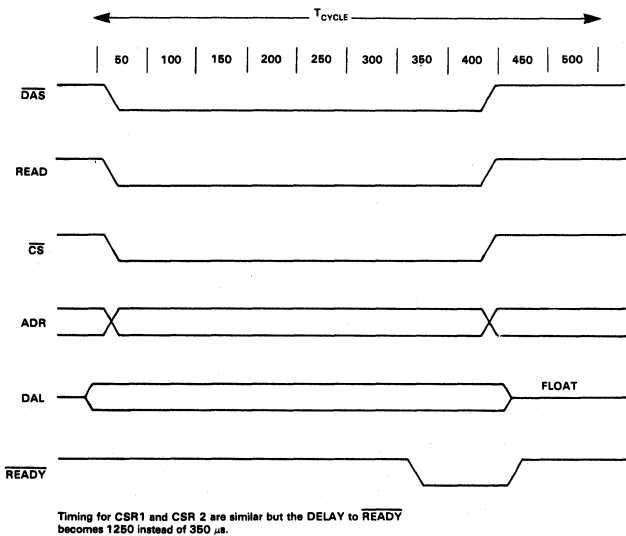 T CYCLE
50 | 100 | 150 | 200 | 250 | 300 | 350 | 400 | 450 | 500
DAS
READ
CS
ADR
DAL
FLOAT
READY
Timing for CSR1 and CSR 2 are similar but the DELAY to READY
becomes 1250 instead of 350 μs.